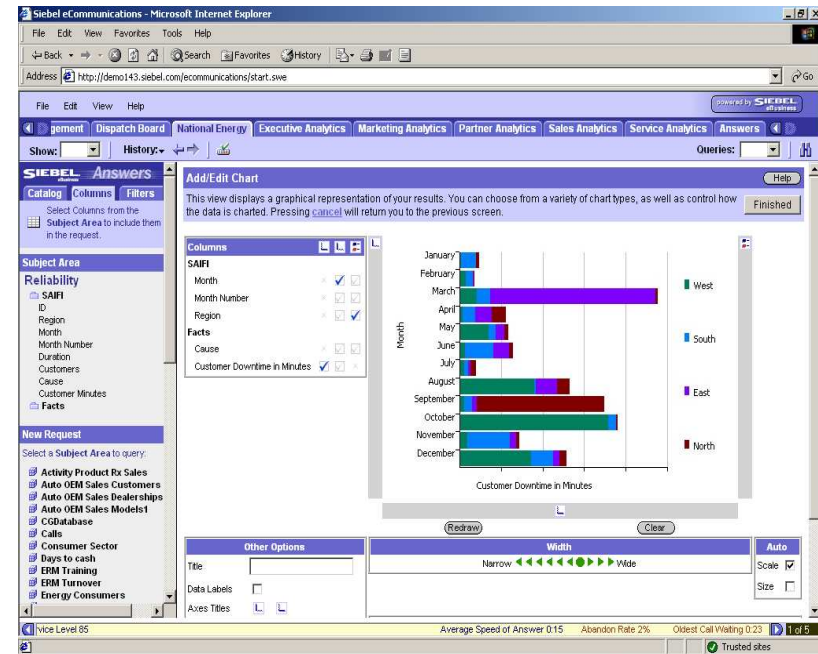 Siebel eCommunications - Microsoft Internet Explorer
File Edit View Favorites Tools Help
Back Search Favorites History
Address http://demo143.siebel.com/ecommunications/start.swe Go
File Edit View Help powered by SIEBEL eBusiness
gement Dispatch Board National Energy Executive Analytics Marketing Analytics Partner Analytics Sales Analytics Service Analytics Answers
Show: History: Queries:
SIEBEL eBusiness Answers
Catalog Columns Filters
Select Columns from the
Subject Area to include them
in the request.
Subject Area
Reliability
SAIFI
ID
Region
Month
Month Number
Duration
Customers
Cause
Customer Minutes
Facts
New Request
Select a Subject Area to query:
Activity Product Rx Sales
Auto OEM Sales Customers
Auto OEM Sales Dealerships
Auto OEM Sales Models1
CGDatabase
Calls
Consumer Sector
Days to cash
ERM Training
ERM Turnover
Energy Consumers
Add/Edit Chart Help
This view displays a graphical representation of your results. You can choose from a variety of chart types, as well as control how
the data is charted. Pressing cancel will return you to the previous screen.
Finished
Columns
SAIFI
Month
Month Number
Region
Facts
Cause
Customer Downtime in Minutes
Month
January
February
March
April
May
June
July
August
September
October
November
December
Customer Downtime in Minutes
West
South
East
North
Redraw Clear
Other Options
Title
Data Labels
Axes Titles
Width
Narrow Wide
Auto
Scale
Size
vice Level 85 Average Speed of Answer 0:15 Abandon Rate 2% Oldest Call Waiting 0:23 1 of 5
Trusted sites